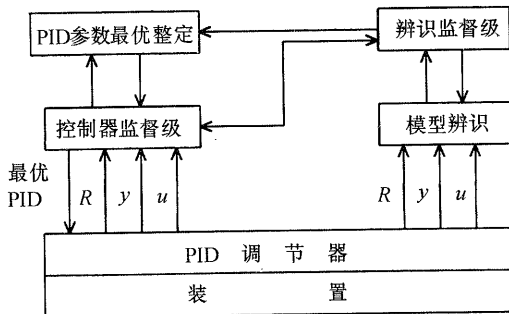 PID参数最优整定
辨识监督级
控制器监督级
模型辨识
最优
PID
R
y
u
R
y
u
PID 调 节 器
装 置